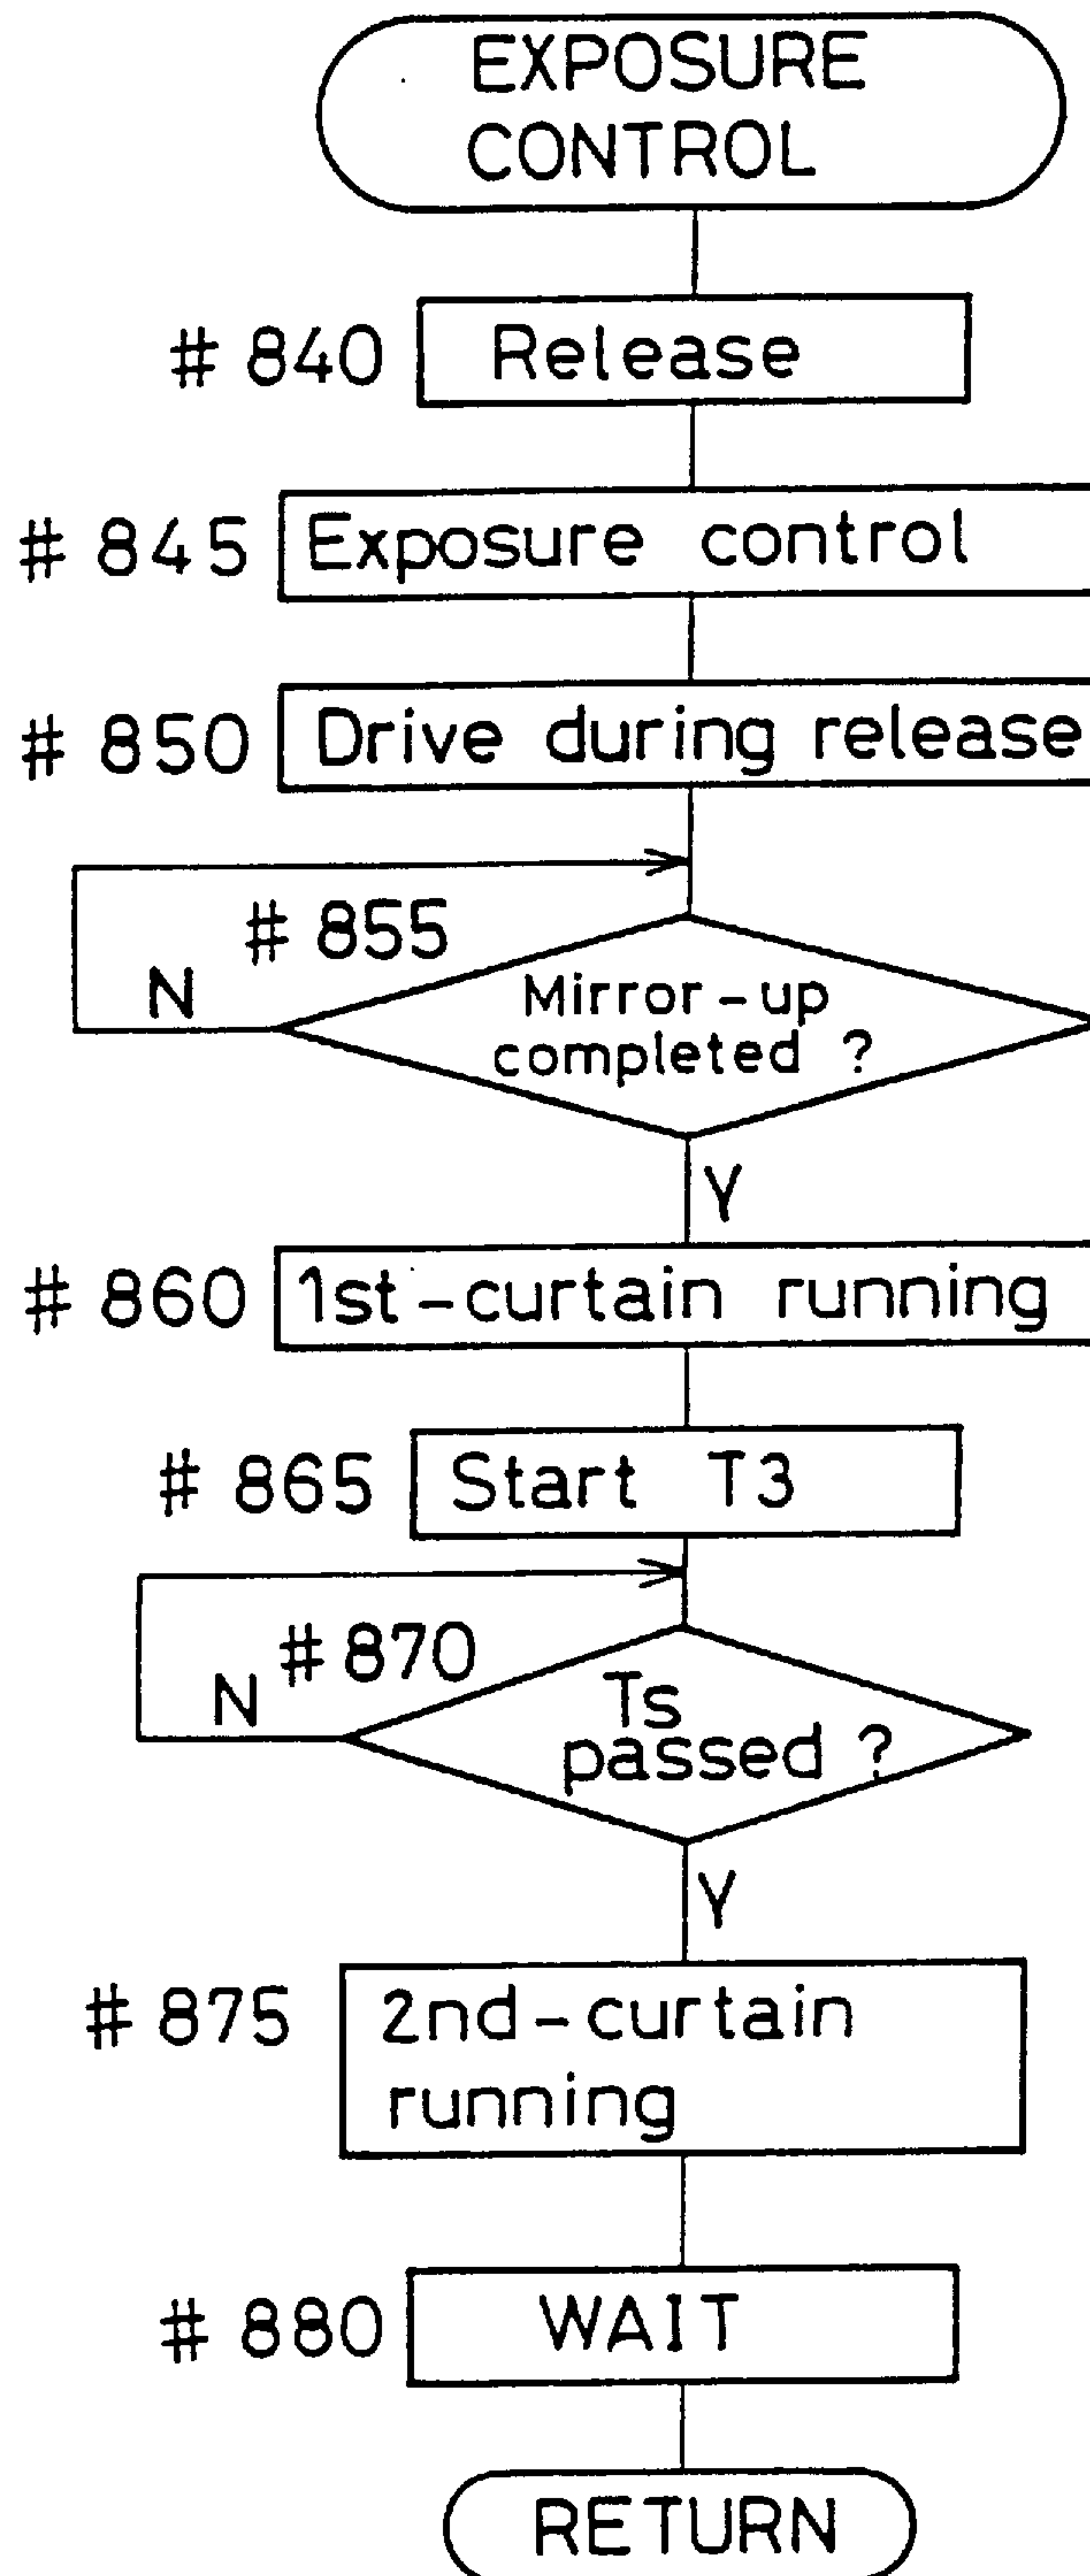 EXPOSURE
CONTROL
# 840 Release
# 845 Exposure control
# 850 Drive during release
# 855
N
Mirror-up
completed ?
Y
# 860 1st-curtain running
# 865 Start T3
# 870
N
Ts
passed ?
Y
# 875 2nd-curtain
running
# 880 WAIT
RETURN